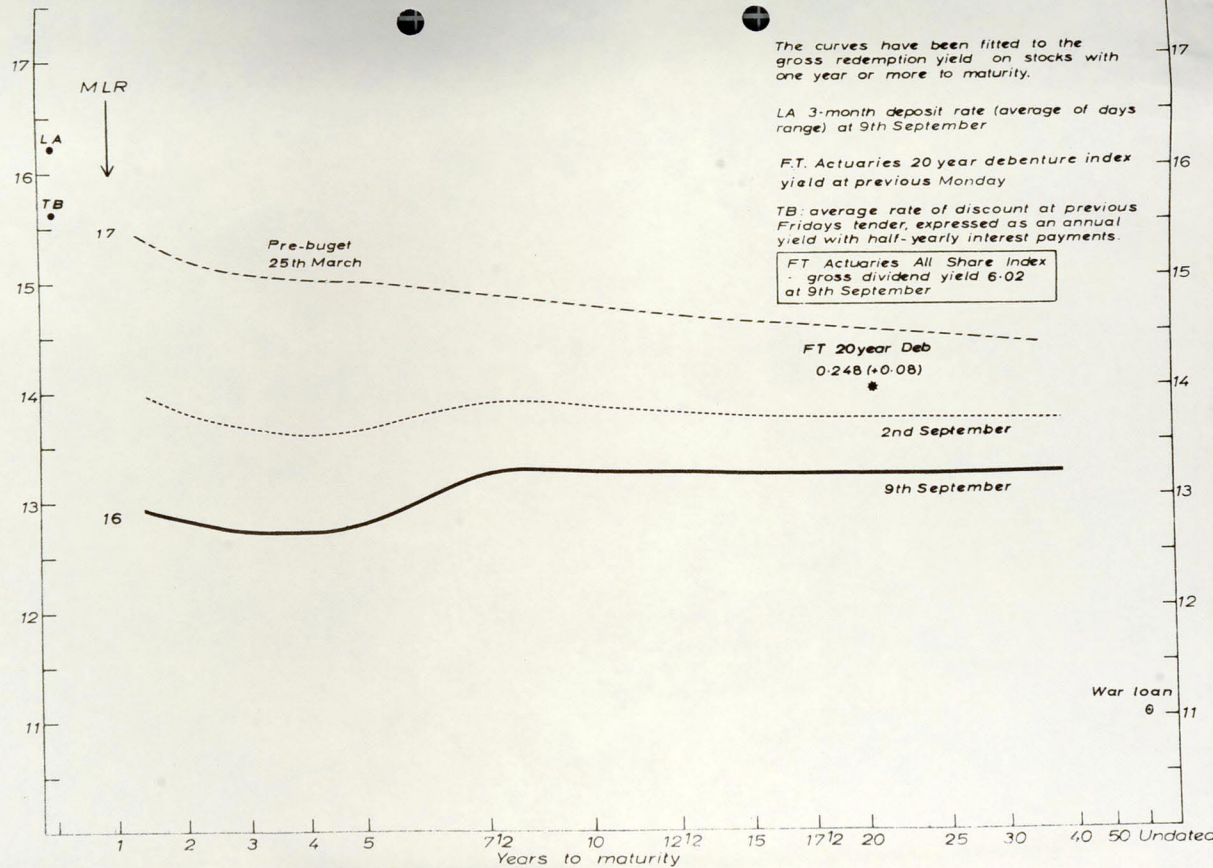 The curves have been fitted to the
gross redemption yield on stocks with
one year or more to maturity.
LA 3-month deposit rate (average of days
range) at 9th September
F.T. Actuaries 20 year debenture index
yield at previous Monday
TB: average rate of discount at previous
Fridays tender, expressed as an annual
yield with half-yearly interest payments.
FT Actuaries All Share Index
- gross dividend yield 6·02
at 9th September
MLR
LA
TB
17
Pre-buget
25th March
FT 20year Deb
0·248 (+0·08)
2nd September
9th September
16
War loan
17
16
15
14
13
12
11
17
16
15
14
13
12
11
1 2 3 4 5 7 12 10 12 12 15 17 12 20 25 30 40 50 Undated
Years to maturity